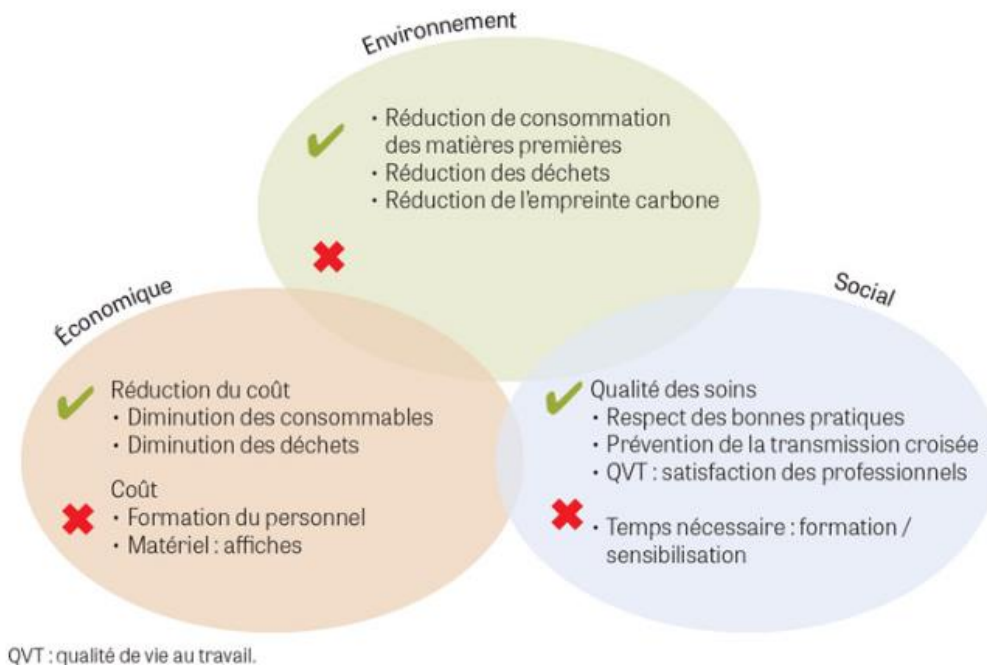 Environnement
• Réduction de consommation
des matières premières
• Réduction des déchets
• Réduction de l’empreinte carbone
Économique
Réduction du coût
• Diminution des consommables
• Diminution des déchets
Coût
• Formation du personnel
• Matériel : affiches
Social
Qualité des soins
• Respect des bonnes pratiques
• Prévention de la transmission croisée
• QVT : satisfaction des professionnels
• Temps nécessaire : formation /
sensibilisation
QVT : qualité de vie au travail.